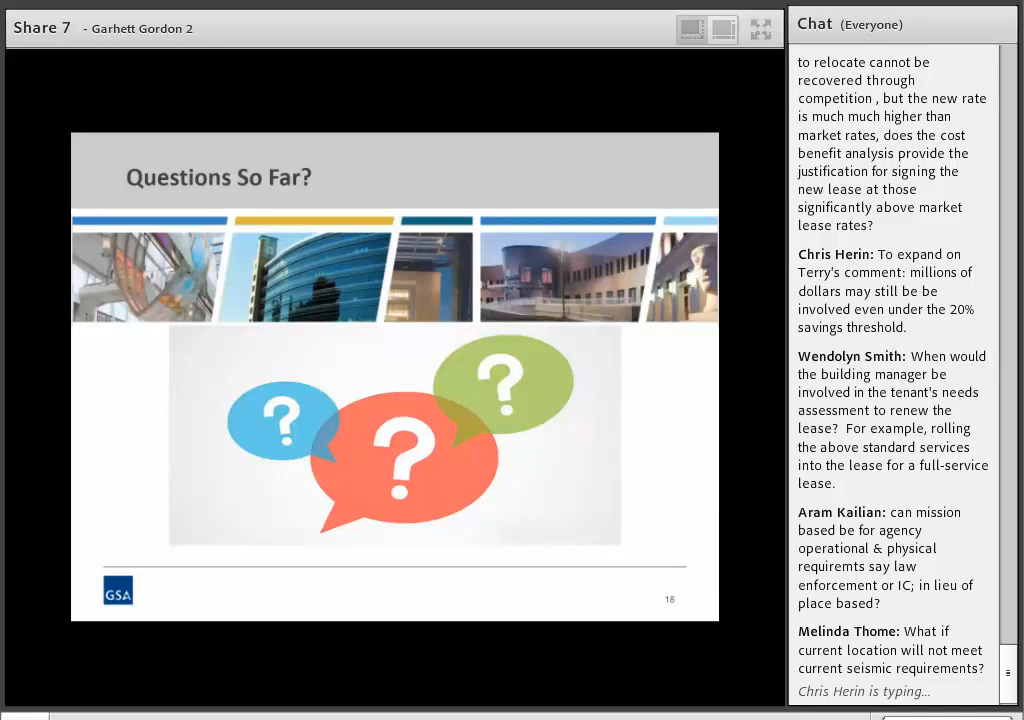 Share 7 - Garhett Gordon 2
Questions So Far?
?
?
?
GSA
18
Chat (Everyone)
to relocate cannot be
recovered through
competition , but the new rate
is much much higher than
market rates, does the cost
benefit analysis provide the
justification for signing the
new lease at those
significantly above market
lease rates?
Chris Herin: To expand on
Terry's comment: millions of
dollars may still be be
involved even under the 20%
savings threshold.
Wendolyn Smith: When would
the building manager be
involved in the tenant's needs
assessment to renew the
lease? For example, rolling
the above standard services
into the lease for a full-service
lease.
Aram Kailian: can mission
based be for agency
operational & physical
requiremts say law
enforcement or IC; in lieu of
place based?
Melinda Thome: What if
current location will not meet
current seismic requirements?
Chris Herin is typing...